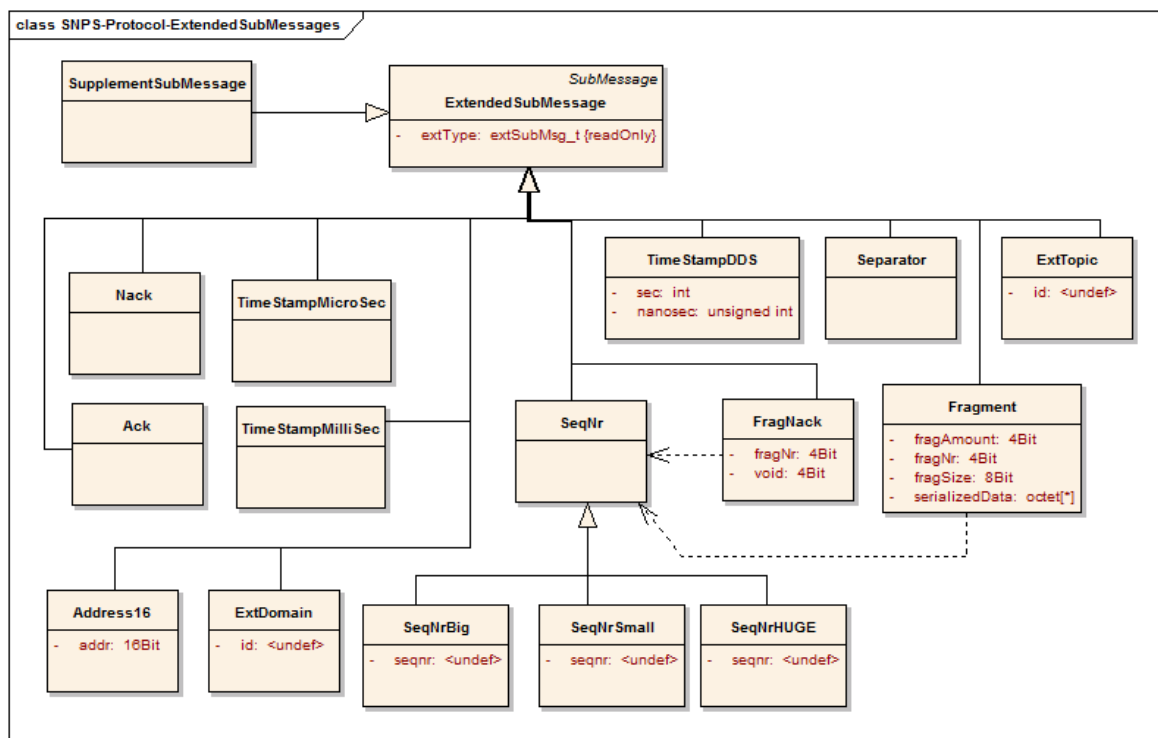 class SNPS-Protocol-ExtendedSubMessages
SupplementSubMessage
SubMessage
ExtendedSubMessage
- extType: extSubMsg_t {readOnly}
Nack
TimeStampMicroSec
TimeStampDDS
- sec: int
- nanosec: unsigned int
Separator
ExtTopic
- id: <undef>
Ack
TimeStampMilliSec
SeqNr
FragNack
- fragNr: 4Bit
- void: 4Bit
Fragment
- fragAmount: 4Bit
- fragNr: 4Bit
- fragSize: 8Bit
- serializedData: octet[*]
Address16
- addr: 16Bit
ExtDomain
- id: <undef>
SeqNrBig
- seqnr: <undef>
SeqNrSmall
- seqnr: <undef>
SeqNrHUGE
- seqnr: <undef>